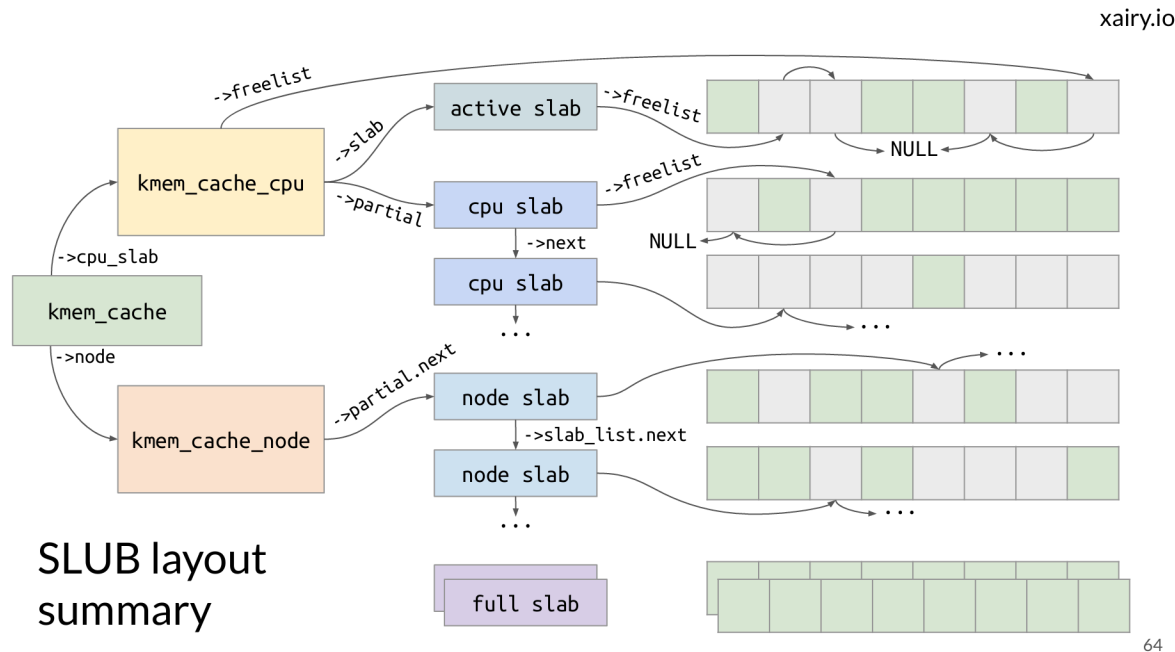 xairy.io
->freelist
active slab
->freelist
->slab
NULL
kmem_cache_cpu
->partial
cpu slab
->freelist
->next
NULL
->cpu_slab
cpu slab
kmem_cache
...
...
->node
->partial.next
...
node slab
kmem_cache_node
->slab_list.next
node slab
...
...
SLUB layout
summary
full slab
64